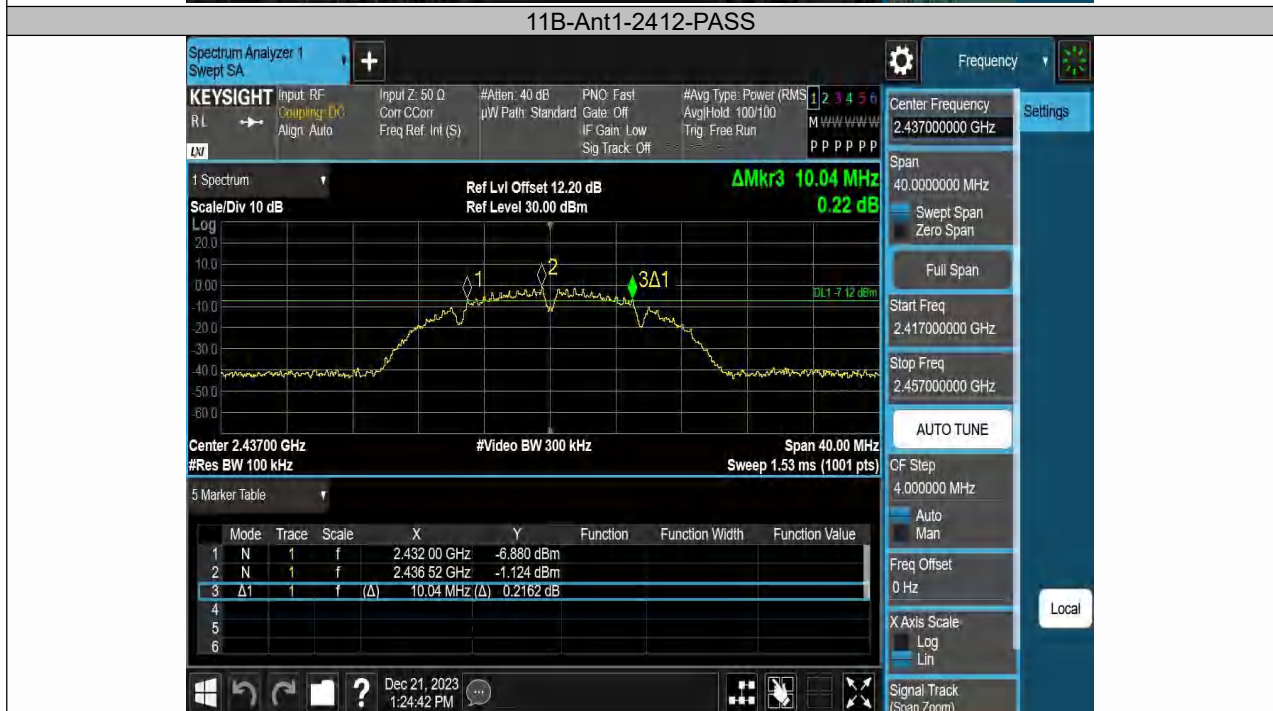 11B-Ant1-2412-PASS
Spectrum Analyzer 1
Swept SA
+
Frequency
KEYSIGHT
RL
LXI
Input: RF
Coupling: DC
Align: Auto
Input Z: 50 Ω
Corr CCorr
Freq Ref: Int (S)
#Atten: 40 dB
µW Path: Standard
PNO: Fast
Gate: Off
IF Gain: Low
Sig Track: Off
#Avg Type: Power (RMS
Avg|Hold: 100/100
Trig: Free Run
1 2 3 4 5 6
M W W W W W
P P P P P P
Center Frequency
2.437000000 GHz
Settings
Span
40.0000000 MHz
Swept Span
Zero Span
Full Span
Start Freq
2.417000000 GHz
Stop Freq
2.457000000 GHz
AUTO TUNE
CF Step
4.000000 MHz
Auto
Man
Freq Offset
0 Hz
X Axis Scale
Log
Lin
Local
Signal Track
(Span Zoom)
1 Spectrum
Scale/Div 10 dB
Ref Lvl Offset 12.20 dB
Ref Level 30.00 dBm
ΔMkr3 10.04 MHz
0.22 dB
Log
20.0
10.0
0.00
-10.0
-20.0
-30.0
-40.0
-50.0
-60.0
1
2
3Δ1
DL1 -7.12 dBm
Center 2.43700 GHz
#Video BW 300 kHz
Span 40.00 MHz
#Res BW 100 kHz
Sweep 1.53 ms (1001 pts)
5 Marker Table
Mode Trace Scale X Y Function Function Width Function Value
1 N 1 f 2.432 00 GHz -6.880 dBm
2 N 1 f 2.436 52 GHz -1.124 dBm
3 Δ1 1 f (Δ) 10.04 MHz (Δ) 0.2162 dB
4
5
6
?
Dec 21, 2023
1:24:42 PM